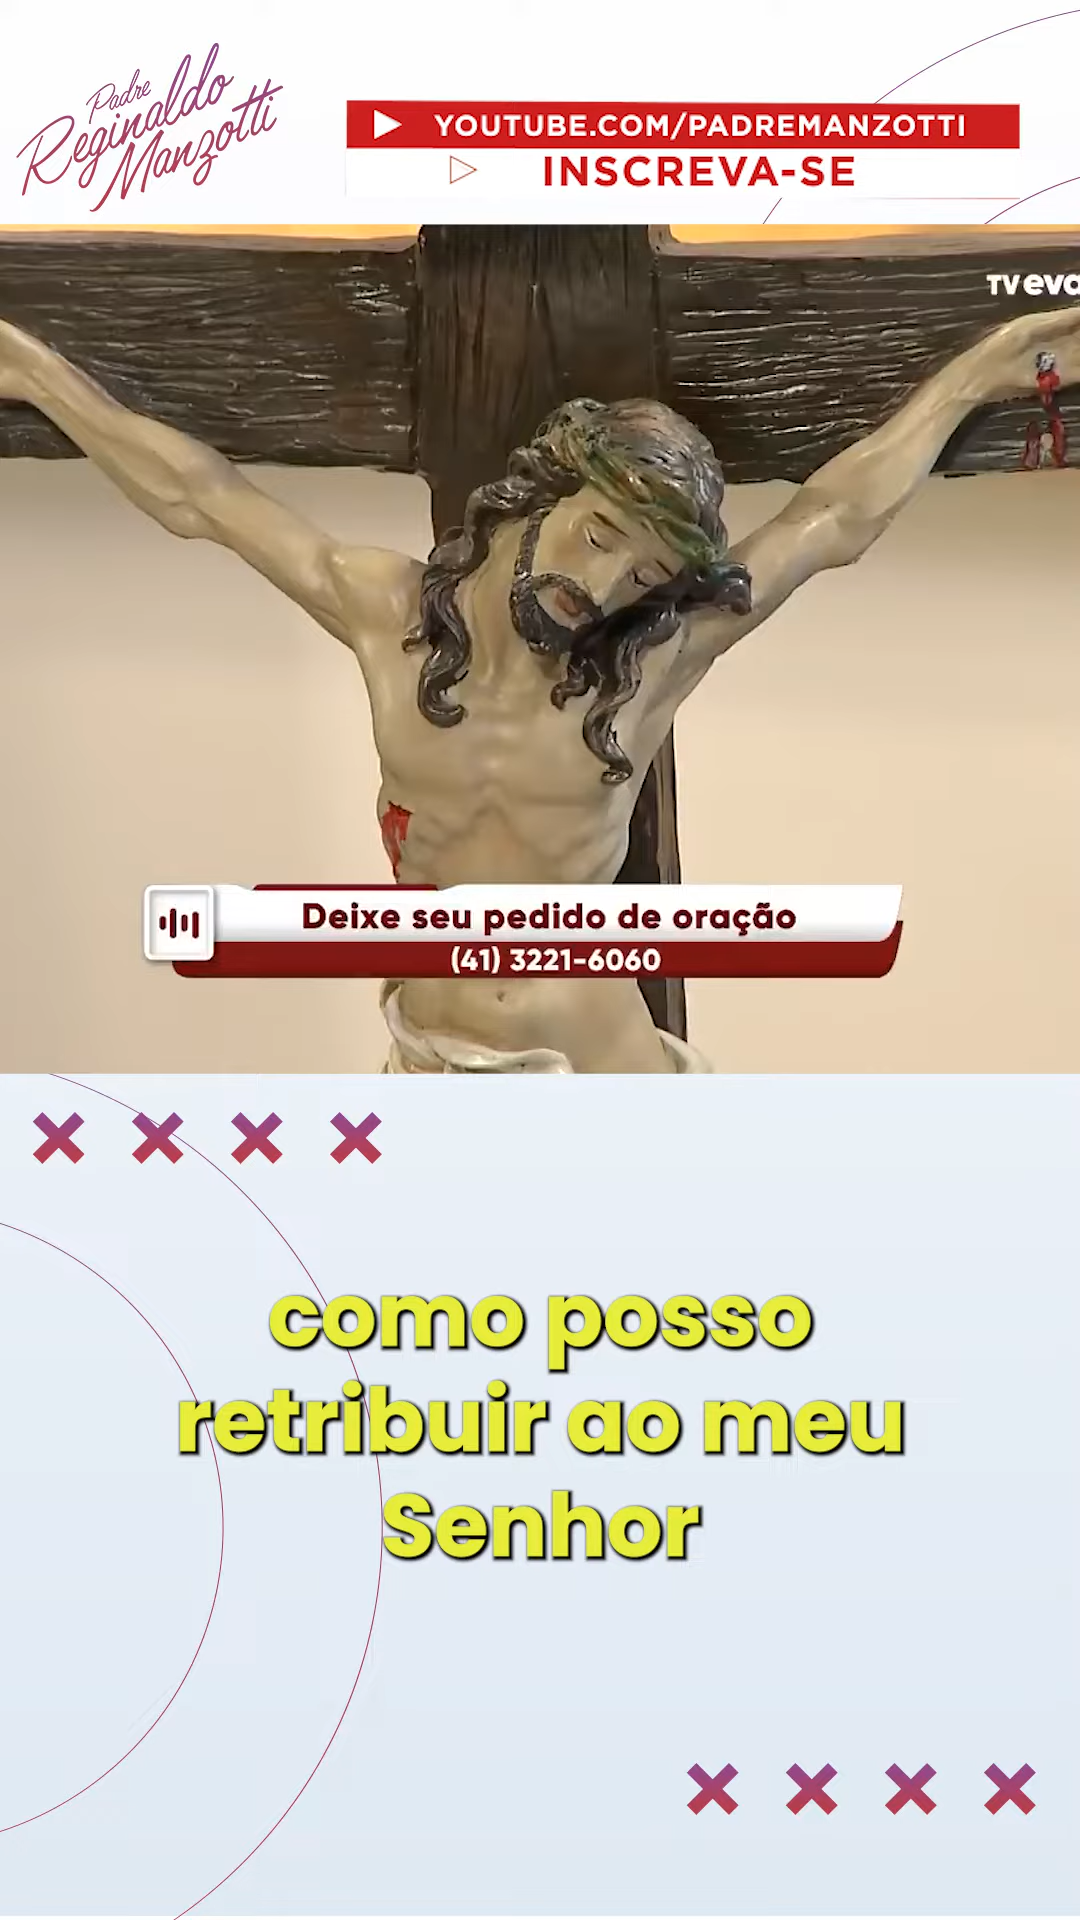 Padre
Reginaldo
Manzotti
YOUTUBE.COM/PADREMANZOTTI
INSCREVA-SE
TV eva
Deixe seu pedido de oração
(41) 3221-6060
como posso
retribuir ao meu
Senhor